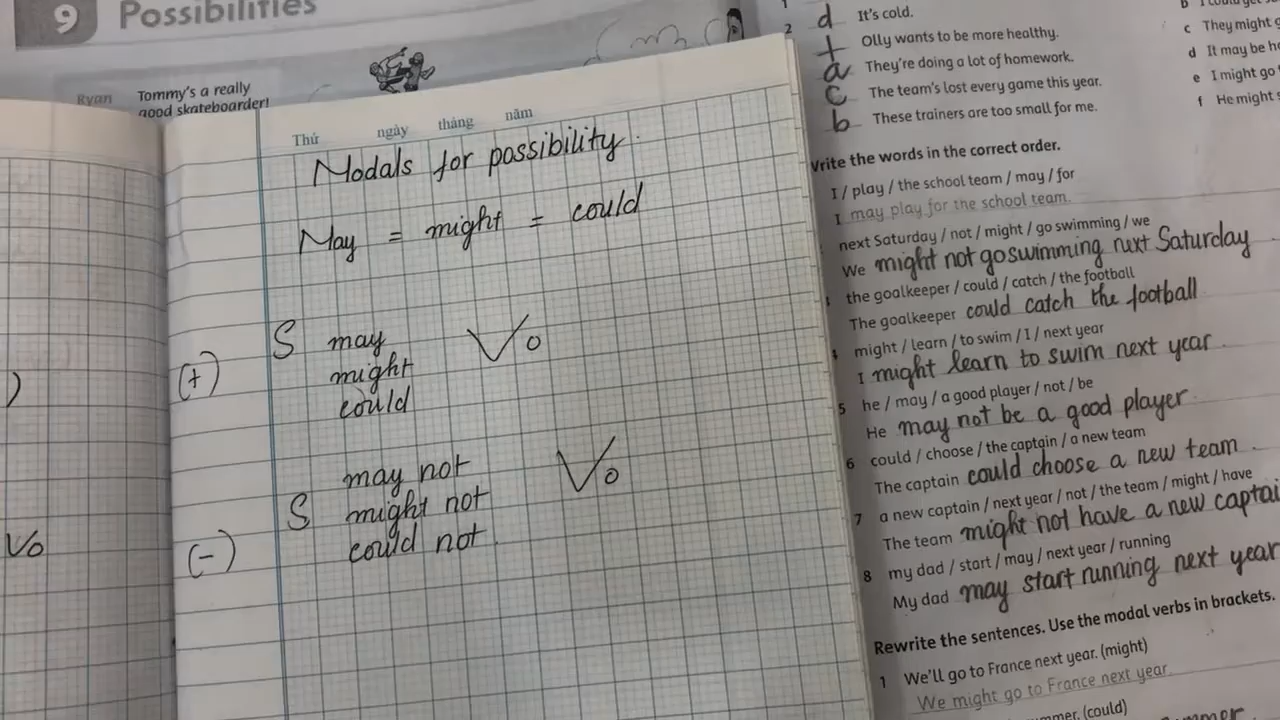 9 Possibilities
Ryan Tommy's a really
good skateboarder!
Thứ ngày tháng năm
Modals for possibility.
May = might = could
(+) S may Vo
might
could
(-) S may not Vo
might not
could not
Vo
1
2
d It's cold.
Olly wants to be more healthy.
a They're doing a lot of homework.
c The team's lost every game this year.
b These trainers are too small for me.
b I could get
c They might
d It may be
e I might go
f He might
Write the words in the correct order.
I / play / the school team / may / for
I may play for the school team.
next Saturday / not / might / go swimming / we
We might not go swimming next Saturday
the goalkeeper / could / catch / the football
The goalkeeper could catch the football
4 might / learn / to swim / I / next year
I might learn to swim next year.
5 he / may / a good player / not / be
He may not be a good player.
6 could / choose / the captain / a new team
The captain could choose a new team.
7 a new captain / next year / not / the team / might / have
The team might not have a new captai
8 my dad / start / may / next year / running
My dad may start running next year
Rewrite the sentences. Use the modal verbs in brackets.
1 We'll go to France next year. (might)
We might go to France next year.
mmer. (could)